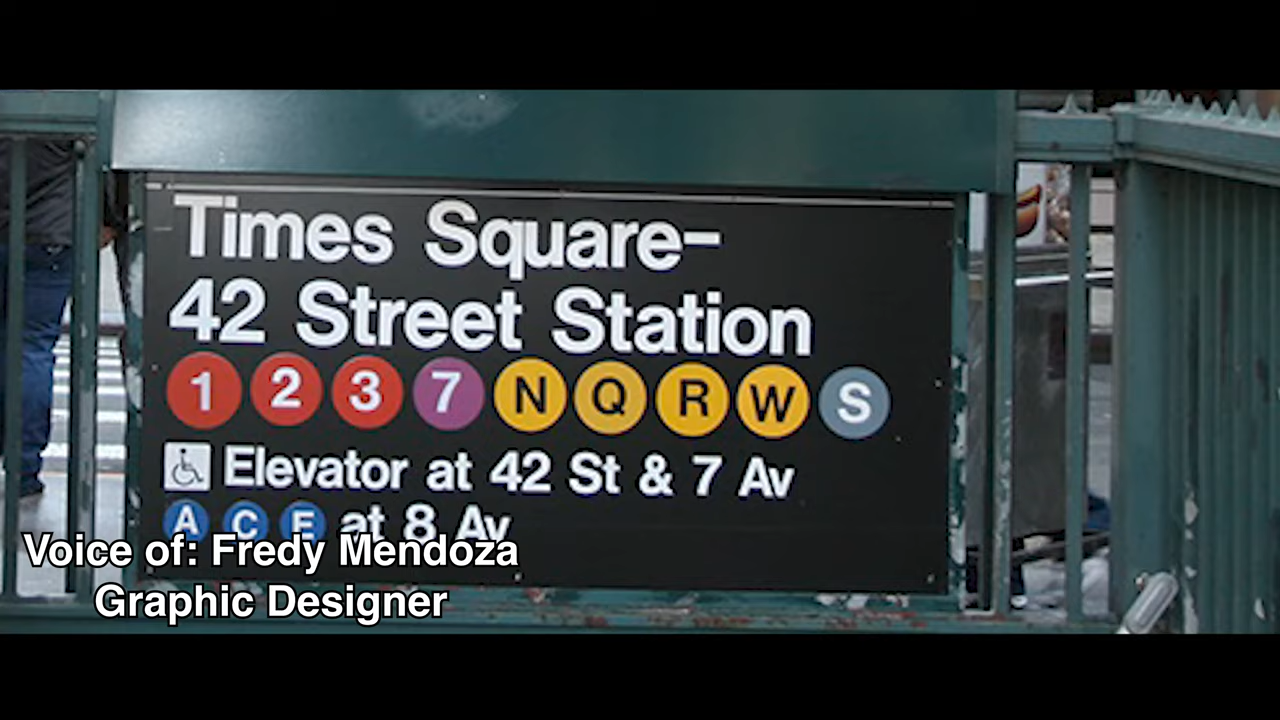 Times Square-
42 Street Station
1 2 3 7 N Q R W S
Elevator at 42 St & 7 Av
A C E at 8 Av
Voice of: Fredy Mendoza
Graphic Designer